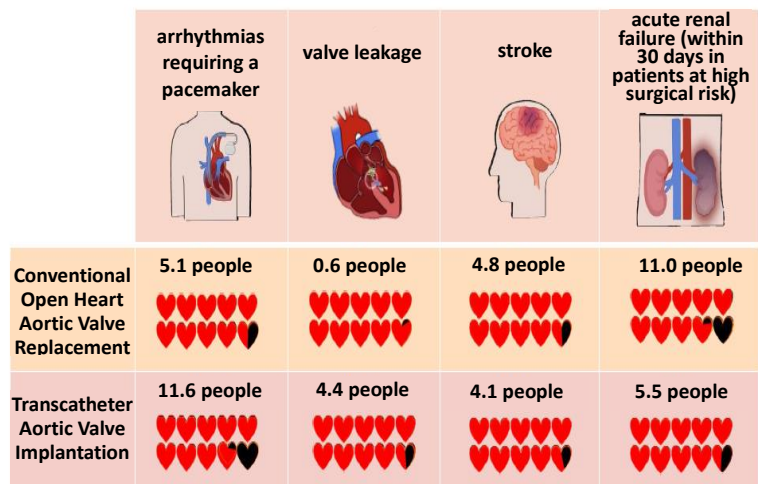 arrhythmias
requiring a
pacemaker
valve leakage
stroke
acute renal
failure (within
30 days in
patients at high
surgical risk)
Conventional
Open Heart
Aortic Valve
Replacement
5.1 people
0.6 people
4.8 people
11.0 people
Transcatheter
Aortic Valve
Implantation
11.6 people
4.4 people
4.1 people
5.5 people